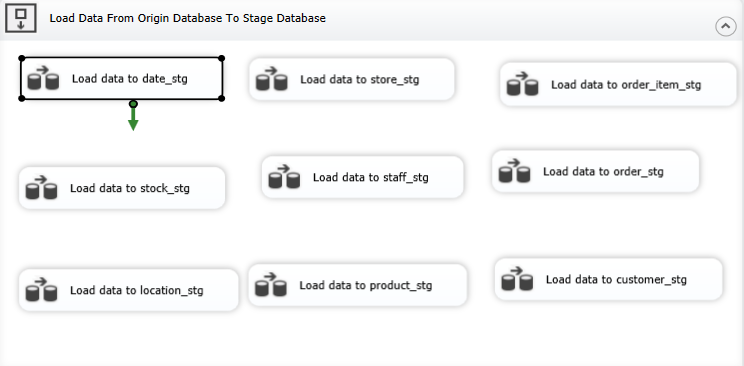 Load Data From Origin Database To Stage Database
Load data to date_stg
Load data to store_stg
Load data to order_item_stg
Load data to stock_stg
Load data to staff_stg
Load data to order_stg
Load data to location_stg
Load data to product_stg
Load data to customer_stg